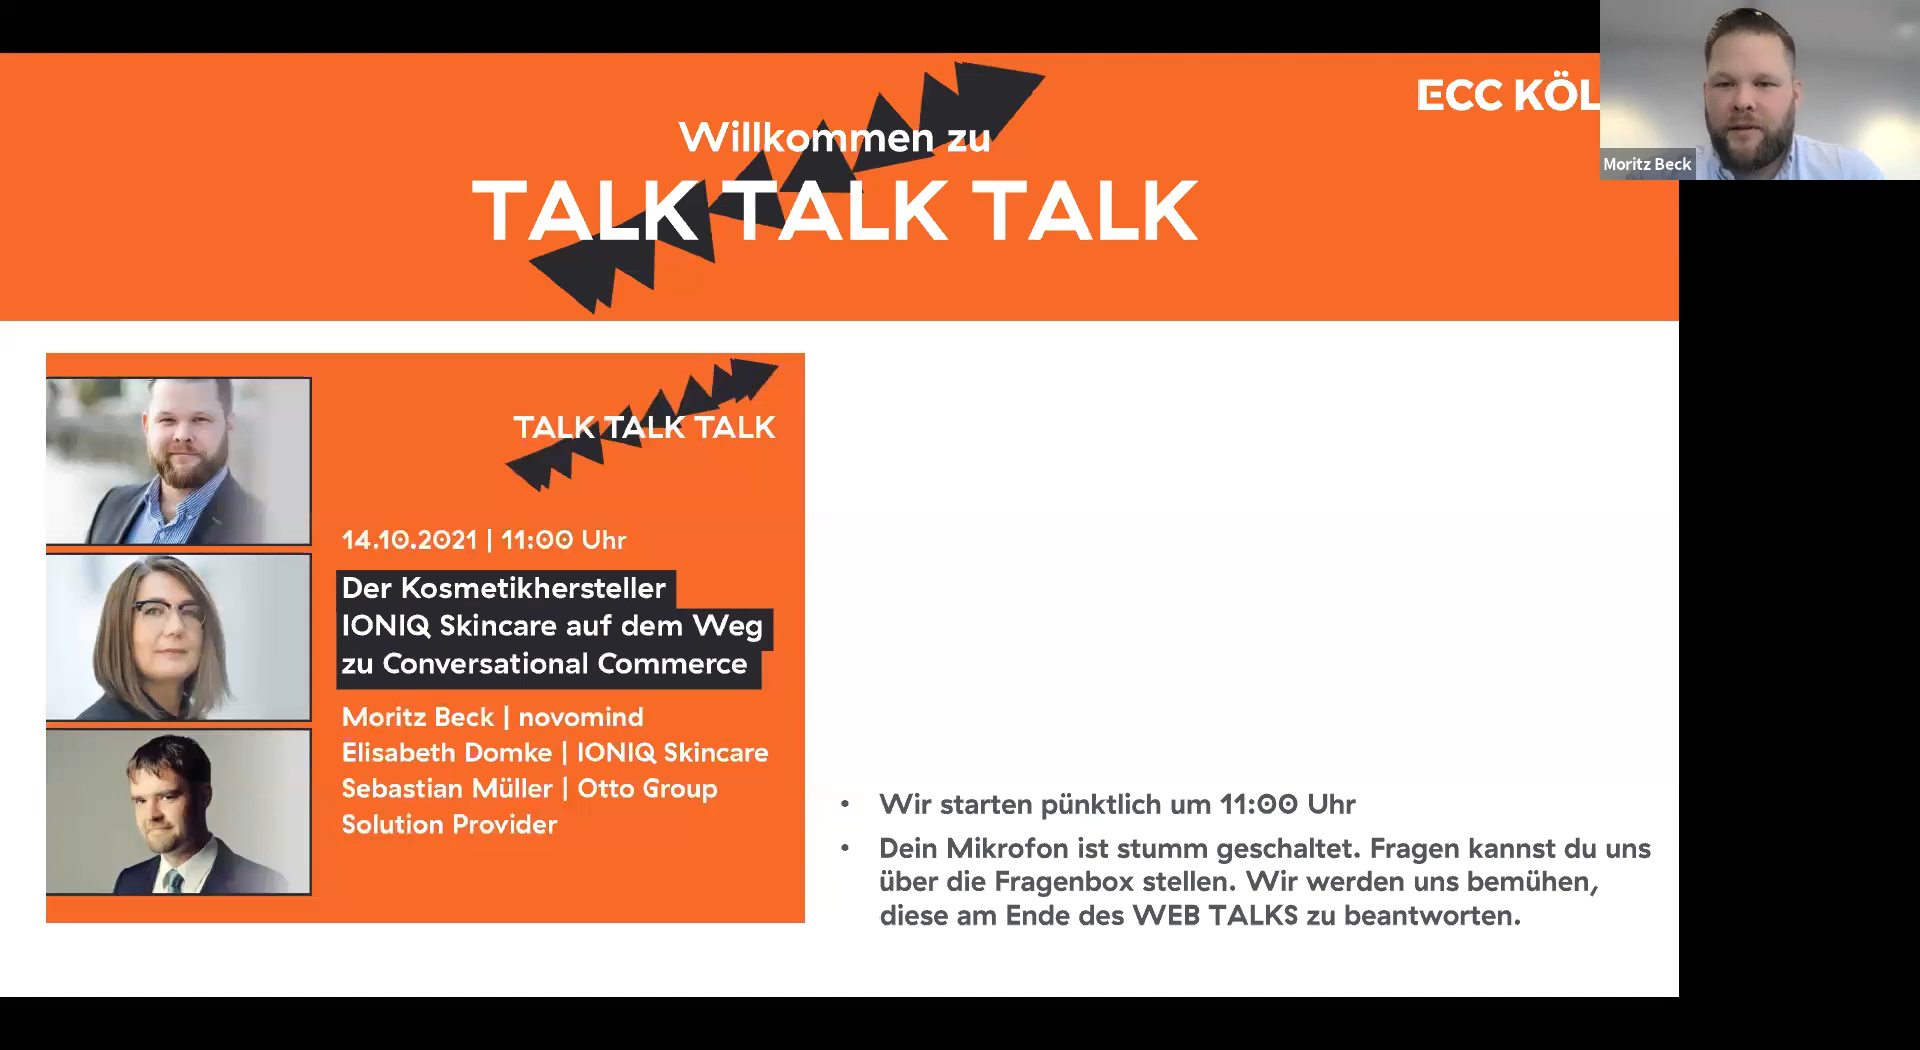 ECC KÖL
Willkommen zu
TALK TALK TALK
Moritz Beck
TALK TALK TALK
14.10.2021 | 11:00 Uhr
Der Kosmetikhersteller
IONIQ Skincare auf dem Weg
zu Conversational Commerce
Moritz Beck | novomind
Elisabeth Domke | IONIQ Skincare
Sebastian Müller | Otto Group
Solution Provider
• Wir starten pünktlich um 11:00 Uhr
• Dein Mikrofon ist stumm geschaltet. Fragen kannst du uns
über die Fragenbox stellen. Wir werden uns bemühen,
diese am Ende des WEB TALKS zu beantworten.